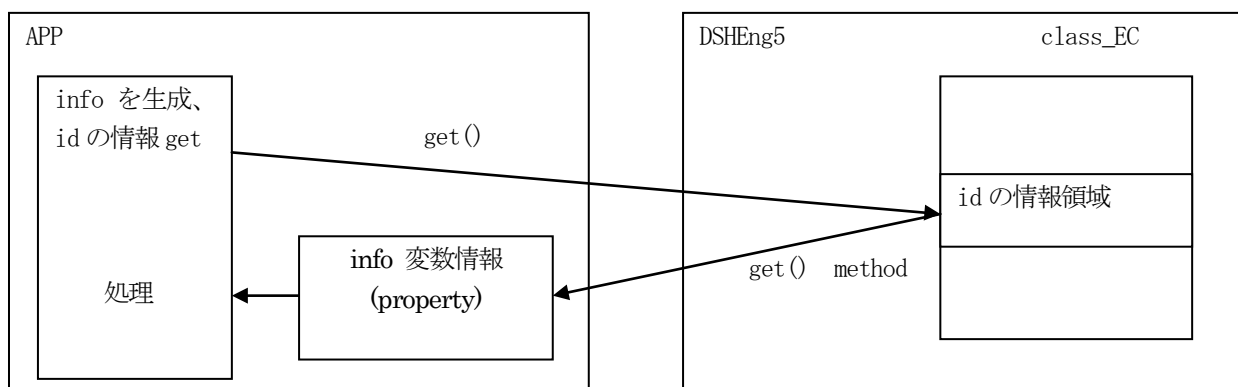 APP
info を生成、
id の情報 get
処理
info 変数情報
(property)
get()
DSHEng5
class_EC
id の情報領域
get() method